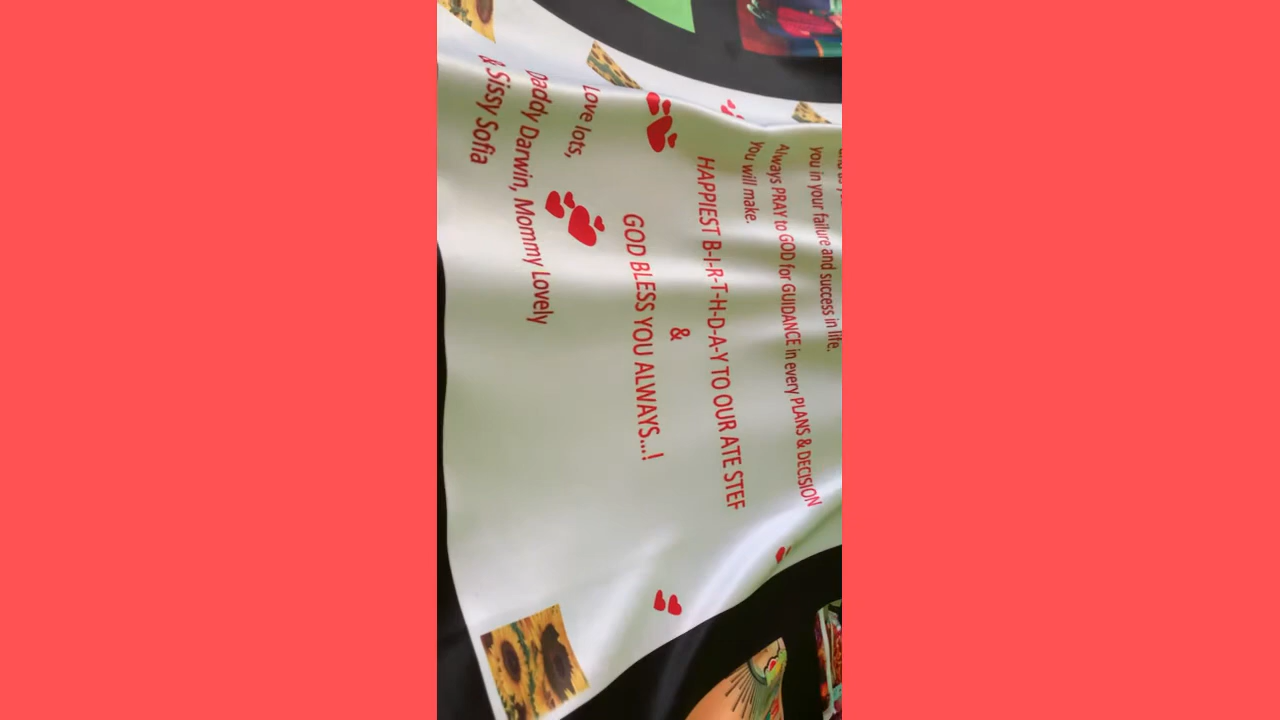 you in your failure and success in life.
Always PRAY to GOD for GUIDANCE in every PLANS & DECISION
You will make.
HAPPIEST B-I-R-T-H-D-A-Y TO OUR ATE STEF
&
GOD BLESS YOU ALWAYS...!
Love lots,
Daddy Darwin, Mommy Lovely
& Sissy Sofia